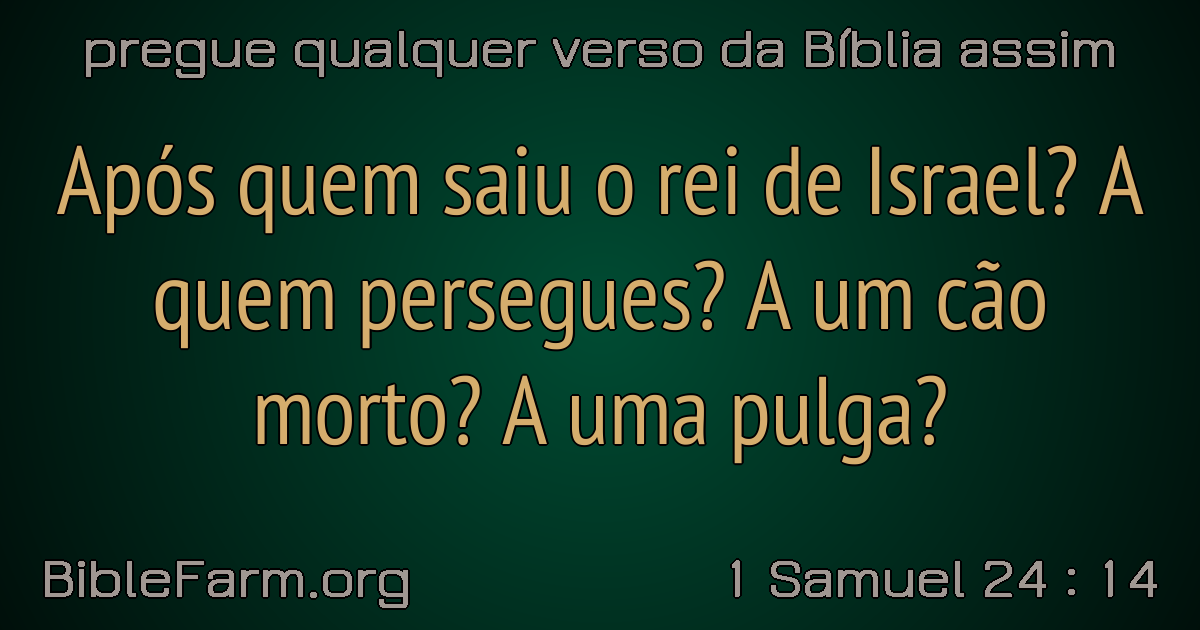 pregue qualquer verso da Bíblia assim
Após quem saiu o rei de Israel? A
quem persegues? A um cão
morto? A uma pulga?
BibleFarm.org
1 Samuel 24 : 14